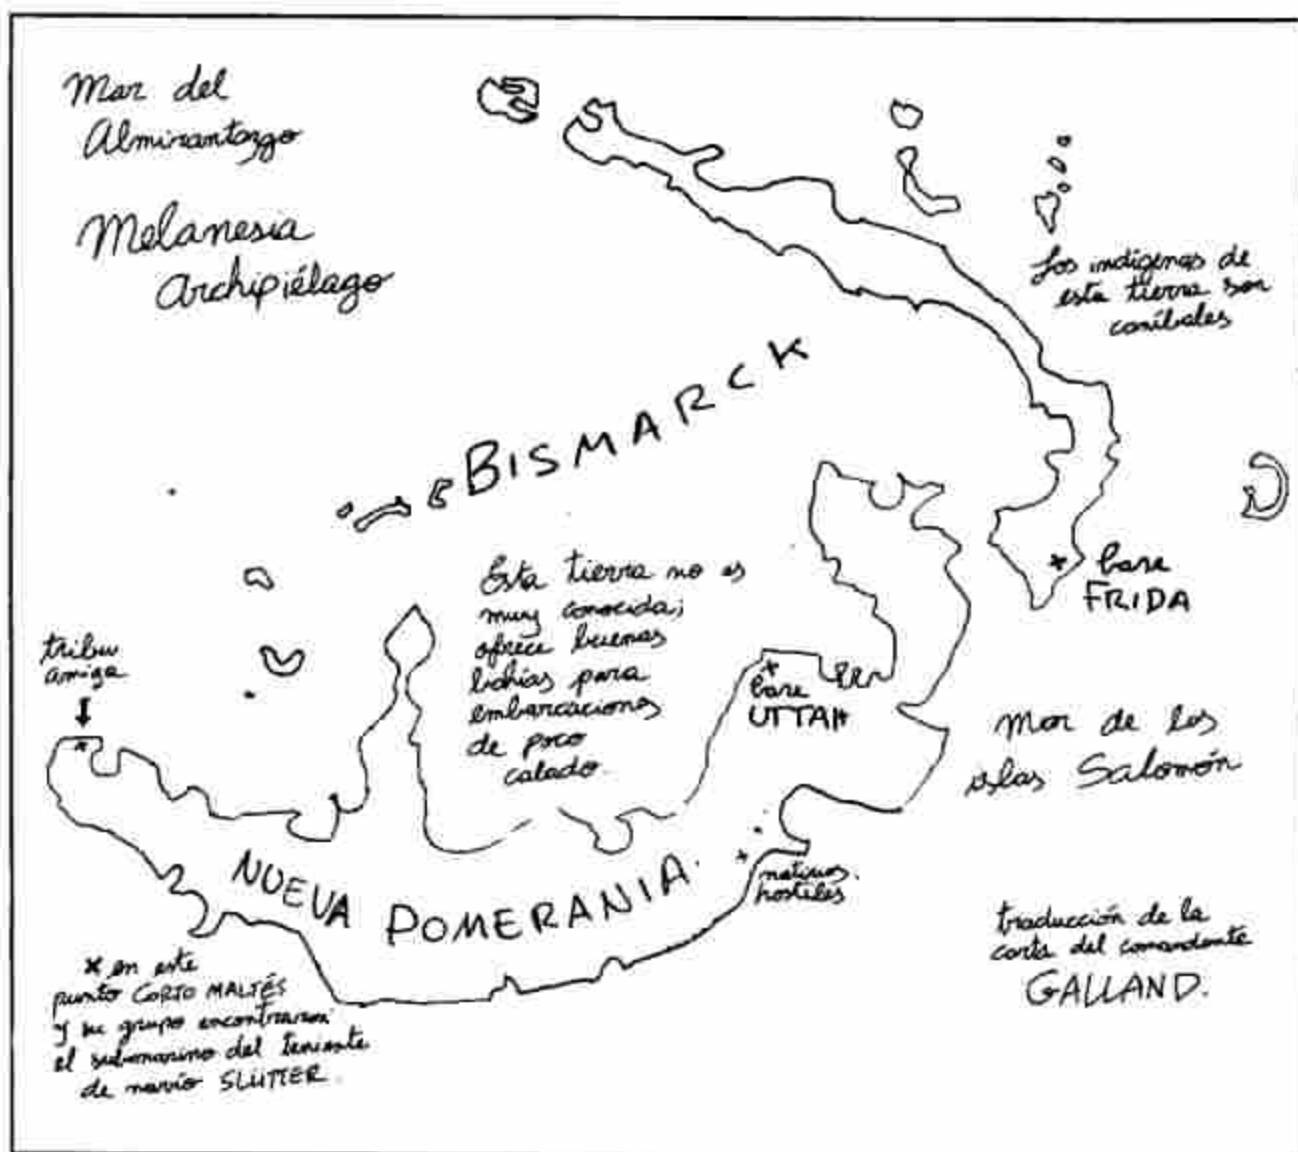 Mar del
Almirantazgo
Melanesia
Archipiélago
Los indígenas de
esta tierra son
caníbales
BISMARCK
Esta tierra no es
muy conocida;
ofrece buenas
bahías para
embarcaciones
de poco
calado.
base
FRIDA
tribu
amiga
base
UTTAH
Mar de las
islas Salomón
NUEVA POMERANIA.
nativos.
hostiles
traducción de la
carta del comandante
GALLAND.
x en este
punto CORTO MALTÉS
y su grupo encontraron
el submarino del teniente
de navío SLÜTTER.